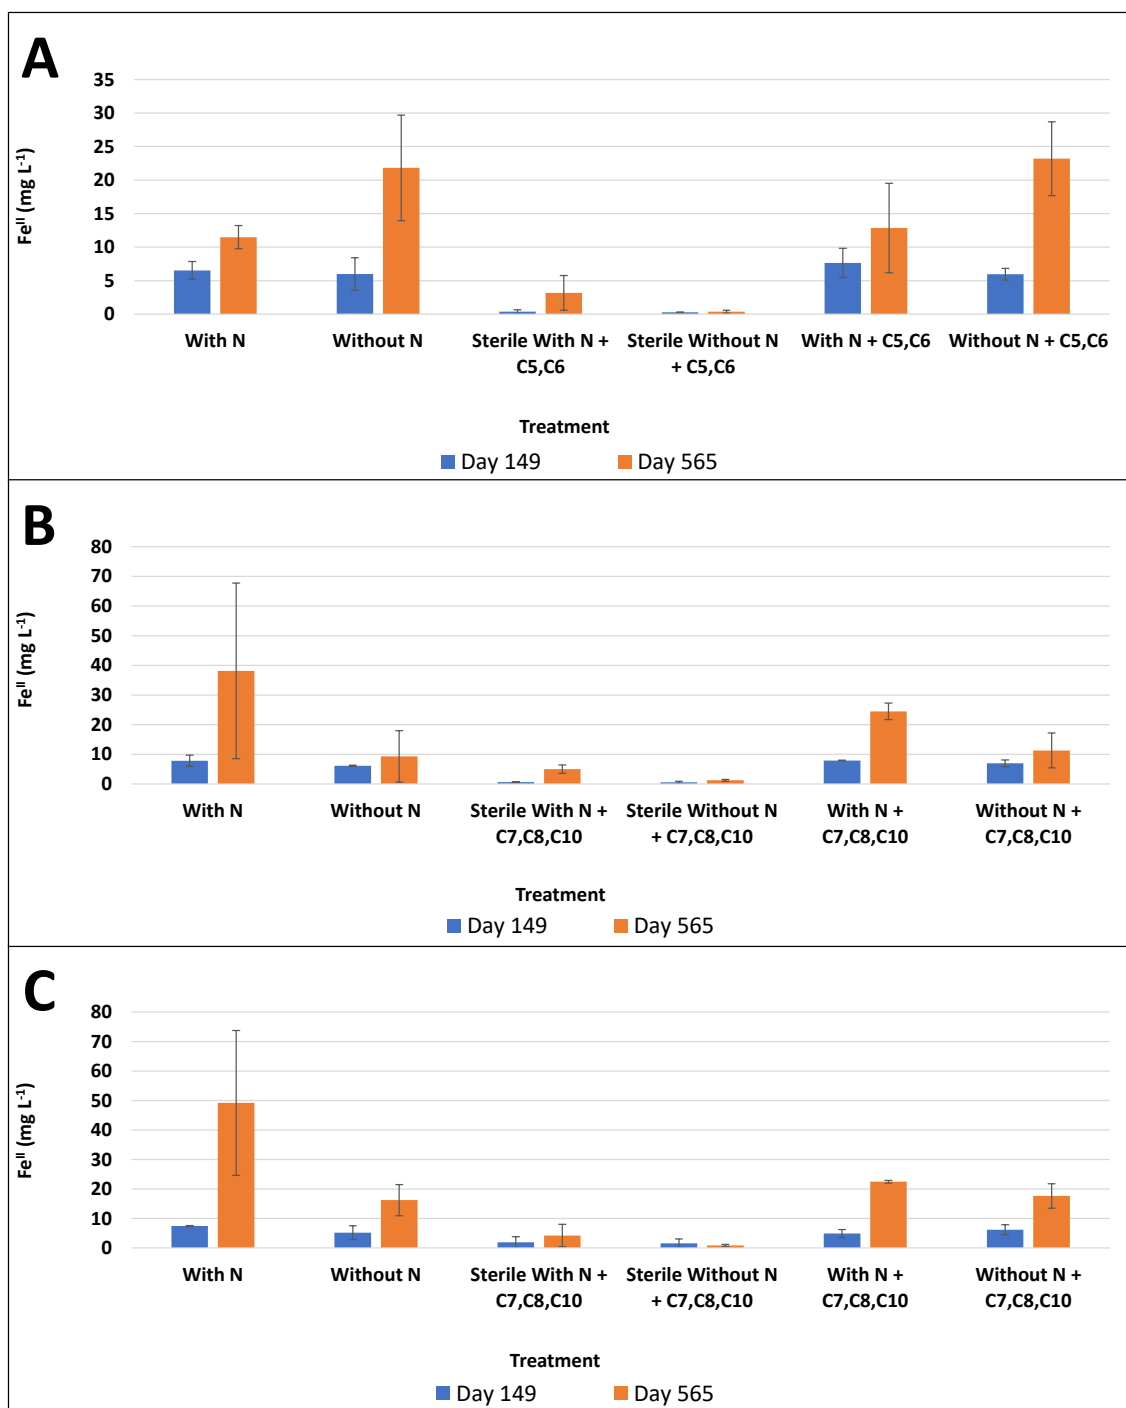 A
35
30
25
20
15
10
5
0
Fe^II (mg L^-1)
With N
Without N
Sterile With N +
C5,C6
Sterile Without N
+ C5,C6
With N + C5,C6
Without N + C5,C6
Treatment
Day 149 Day 565
B
80
70
60
50
40
30
20
10
0
Fe^II (mg L^-1)
With N
Without N
Sterile With N +
C7,C8,C10
Sterile Without N
+ C7,C8,C10
With N +
C7,C8,C10
Without N +
C7,C8,C10
Treatment
Day 149 Day 565
C
80
70
60
50
40
30
20
10
0
Fe^II (mg L^-1)
With N
Without N
Sterile With N +
C7,C8,C10
Sterile Without N
+ C7,C8,C10
With N +
C7,C8,C10
Without N +
C7,C8,C10
Treatment
Day 149 Day 565